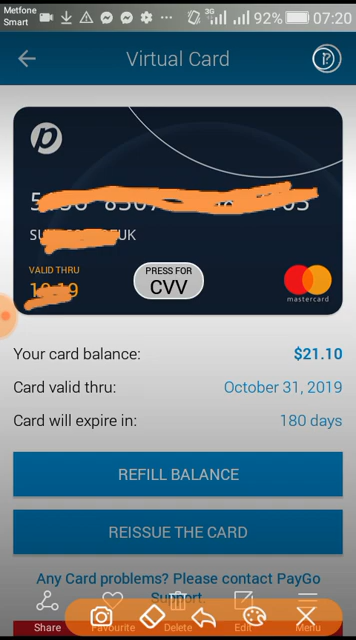 Metfone
Smart
3G
92%
07:20
Virtual Card
VALID THRU
PRESS FOR
CVV
mastercard
Your card balance:
$21.10
Card valid thru:
October 31, 2019
Card will expire in:
180 days
REFILL BALANCE
REISSUE THE CARD
Any Card problems? Please contact PayGo
Support.
Share
Favourite
Delete
Edit
Menu